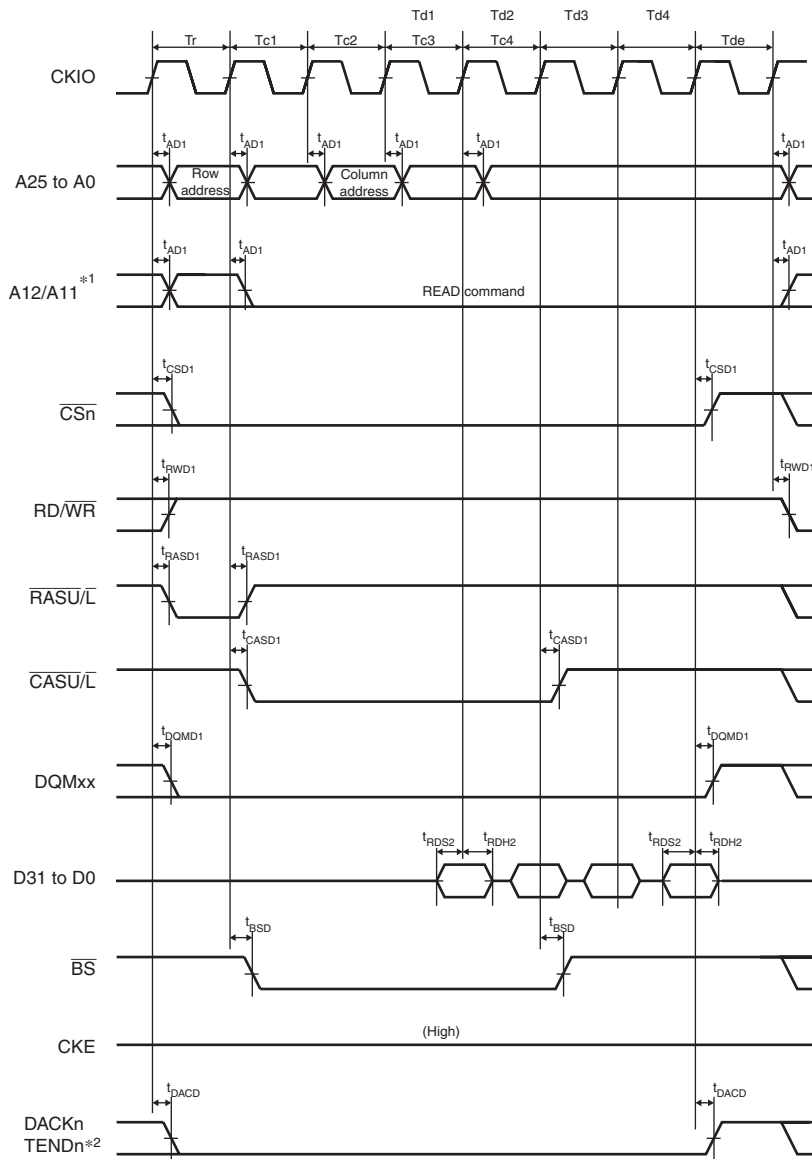 Td1 Td2 Td3 Td4
Tr Tc1 Tc2 Tc3 Tc4 Tde
CKIO
tAD1 tAD1 tAD1 tAD1 tAD1 tAD1
A25 to A0
Row address
Column address
tAD1 tAD1 tAD1
A12/A11*1
READ command
tCSD1 tCSD1
CSn
tRWD1 tRWD1
RD/WR
tRASD1 tRASD1
RASU/L
tCASD1 tCASD1
CASU/L
tDQMD1 tDQMD1
DQMxx
tRDS2 tRDH2 tRDS2 tRDH2
D31 to D0
tBSD tBSD
BS
(High)
CKE
tDACD tDACD
DACKn
TENDn*2